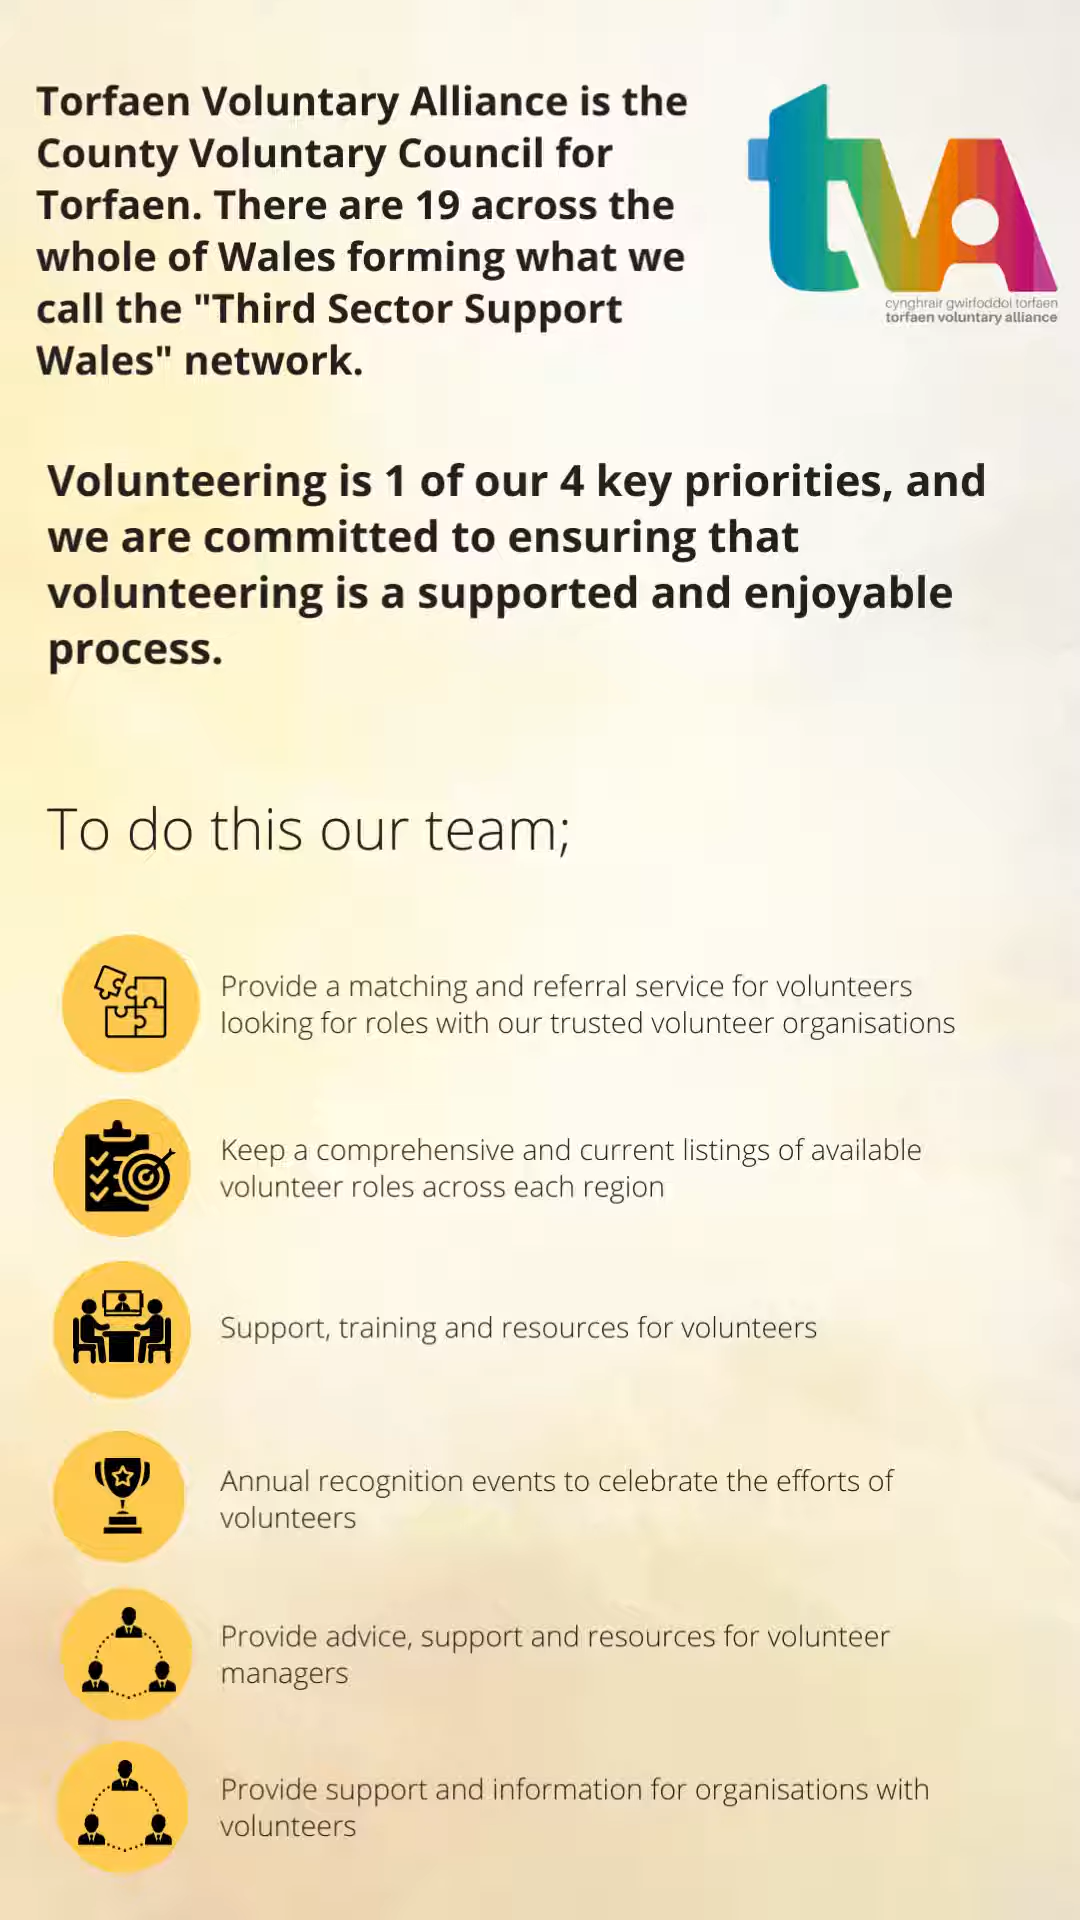 Torfaen Voluntary Alliance is the
County Voluntary Council for
Torfaen. There are 19 across the
whole of Wales forming what we
call the "Third Sector Support
Wales" network.
tvA
cynghrair gwirfoddol torfaen
torfaen voluntary alliance
Volunteering is 1 of our 4 key priorities, and
we are committed to ensuring that
volunteering is a supported and enjoyable
process.
To do this our team;
Provide a matching and referral service for volunteers
looking for roles with our trusted volunteer organisations
Keep a comprehensive and current listings of available
volunteer roles across each region
Support, training and resources for volunteers
Annual recognition events to celebrate the efforts of
volunteers
Provide advice, support and resources for volunteer
managers
Provide support and information for organisations with
volunteers